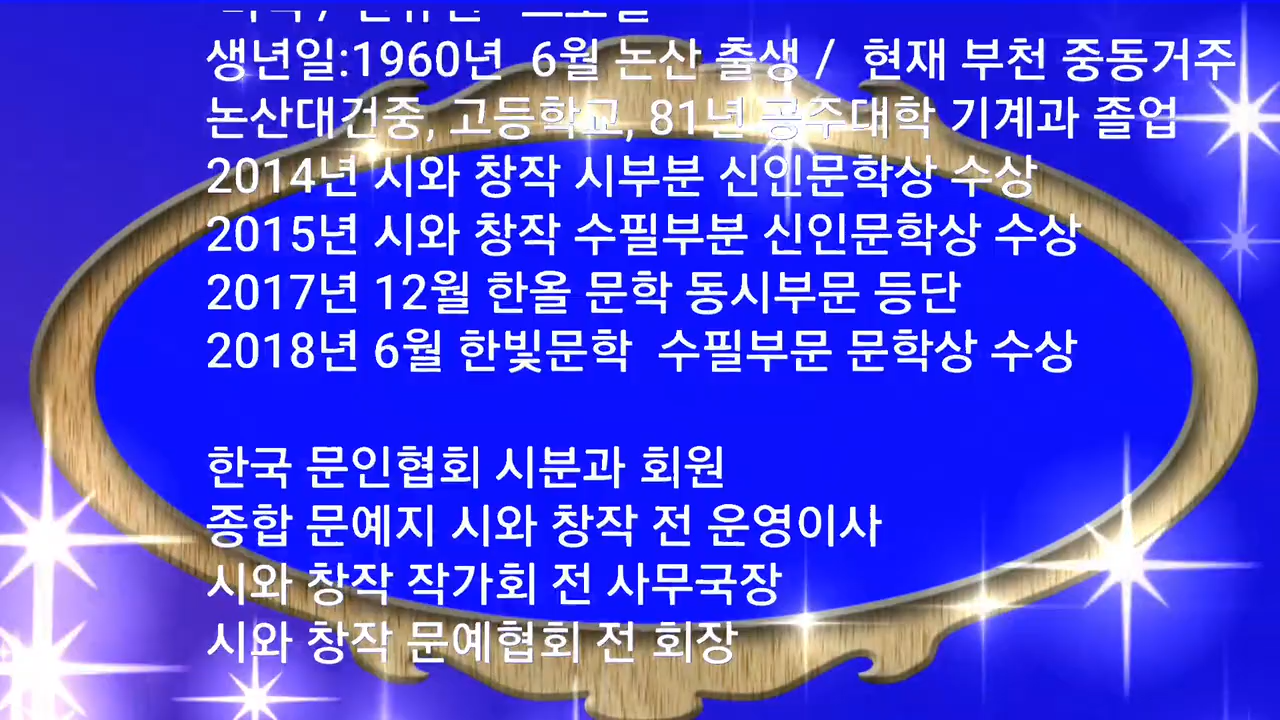 생년일:1960년 6월 논산 출생 / 현재 부천 중동거주
논산대건중, 고등학교, 81년 공주대학 기계과 졸업
2014년 시와 창작 시부분 신인문학상 수상
2015년 시와 창작 수필부분 신인문학상 수상
2017년 12월 한올 문학 동시부문 등단
2018년 6월 한빛문학 수필부문 문학상 수상
한국 문인협회 시분과 회원
종합 문예지 시와 창작 전 운영이사
시와 창작 작가회 전 사무국장
시와 창작 문예협회 전 회장